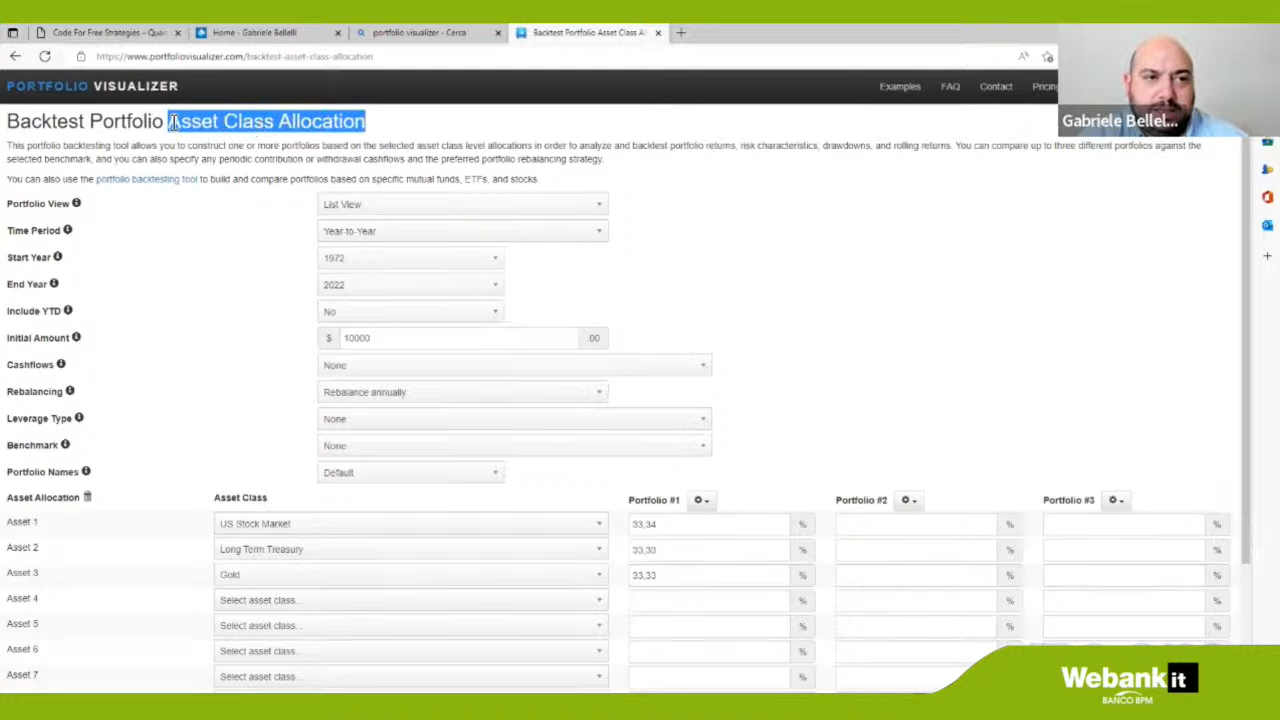 Code For Free Strategies – Quan
Home - Gabriele Bellelli
portfolio visualizer - Cerca
Backtest Portfolio Asset Class Al
https://www.portfoliovisualizer.com/backtest-asset-class-allocation
PORTFOLIO VISUALIZER
Examples FAQ Contact Pricing
Gabriele Bellel...
Backtest Portfolio Asset Class Allocation
This portfolio backtesting tool allows you to construct one or more portfolios based on the selected asset class level allocations in order to analyze and backtest portfolio returns, risk characteristics, drawdowns, and rolling returns. You can compare up to three different portfolios against the
selected benchmark, and you can also specify any periodic contribution or withdrawal cashflows and the preferred portfolio rebalancing strategy.
You can also use the portfolio backtesting tool to build and compare portfolios based on specific mutual funds, ETFs, and stocks.
Portfolio View List View
Time Period Year-to-Year
Start Year 1972
End Year 2022
Include YTD No
Initial Amount $ 10000 .00
Cashflows None
Rebalancing Rebalance annually
Leverage Type None
Benchmark None
Portfolio Names Default
Asset Allocation Asset Class Portfolio #1 Portfolio #2 Portfolio #3
Asset 1 US Stock Market 33,34 % % %
Asset 2 Long Term Treasury 33,33 % % %
Asset 3 Gold 33,33 % % %
Asset 4 Select asset class... % % %
Asset 5 Select asset class... % % %
Asset 6 Select asset class... %
Asset 7 Select asset class... %
Webank it
BANCO BPM